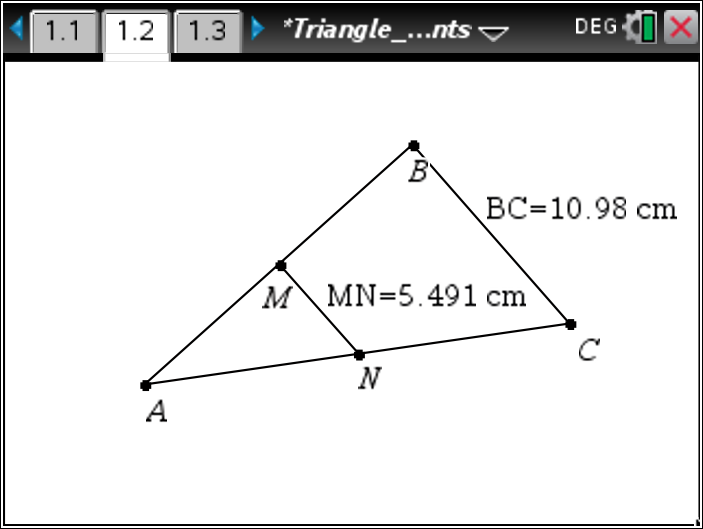 1.1 1.2 1.3 *Triangle_...nts DEG
B
BC=10.98 cm
M
MN=5.491 cm
C
N
A